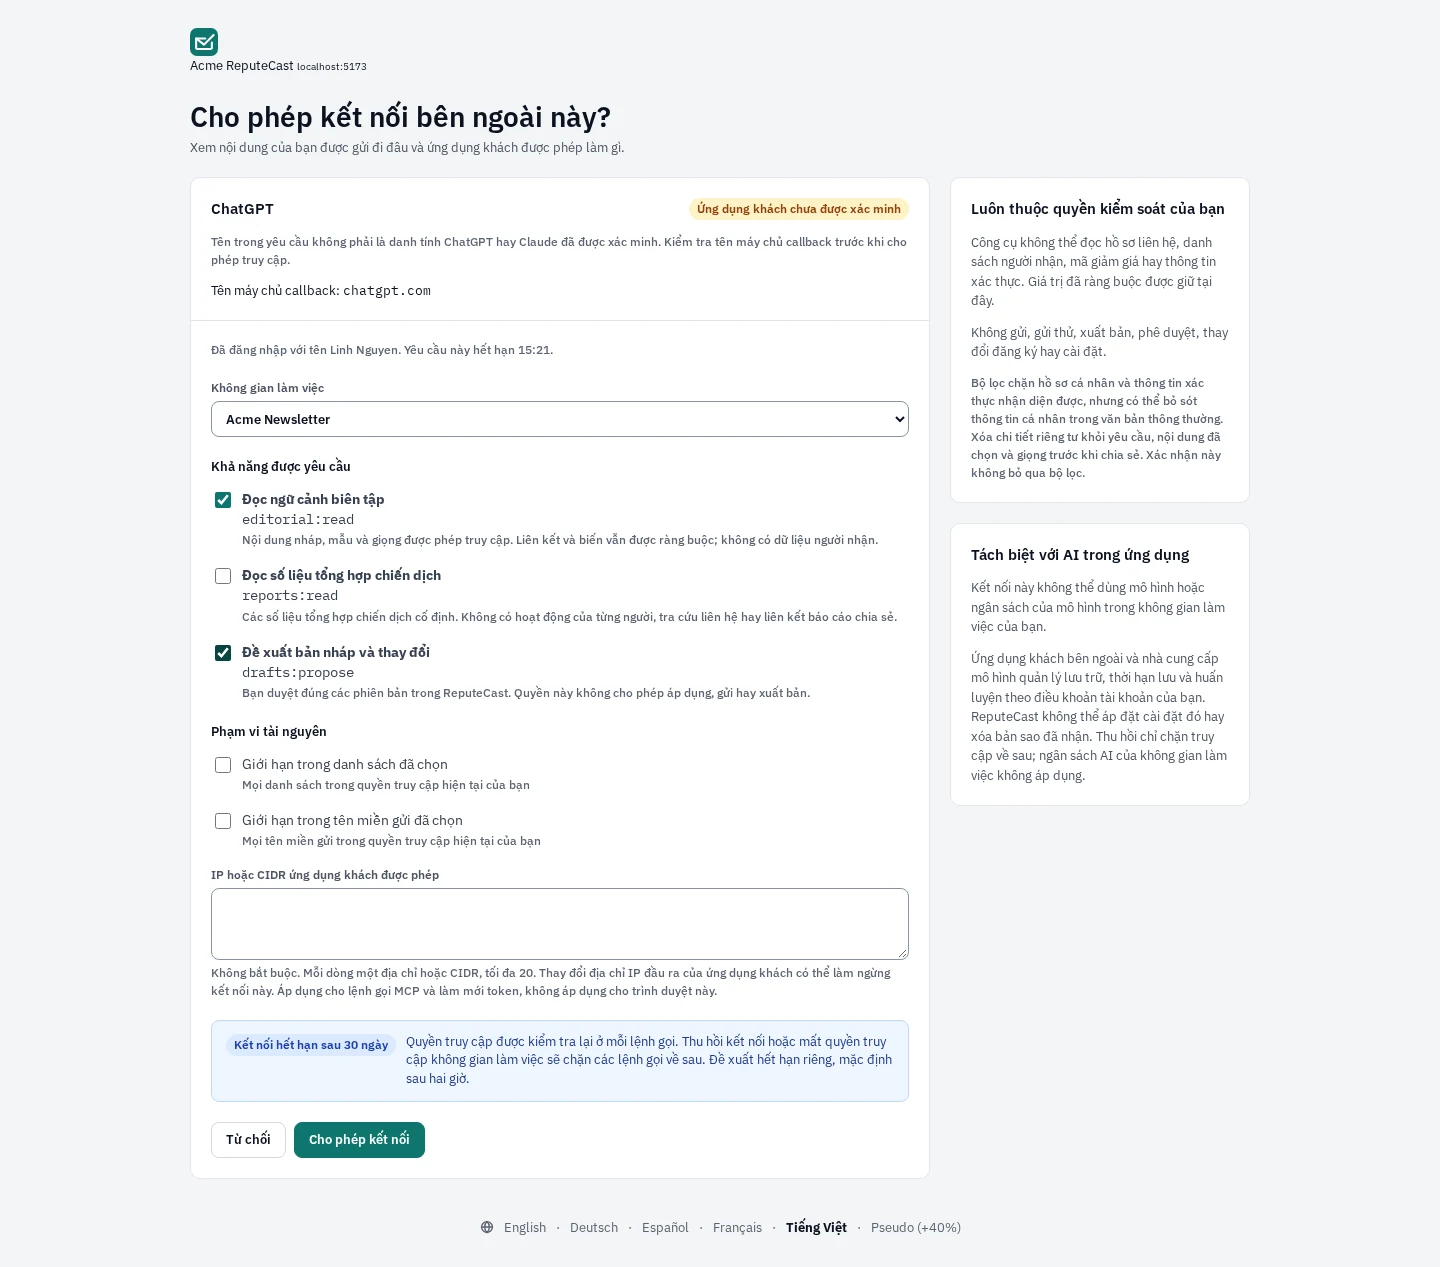 Acme ReputeCast localhost:5173
Cho phép kết nối bên ngoài này?
Xem nội dung của bạn được gửi đi đâu và ứng dụng khách được phép làm gì.
ChatGPT
Ứng dụng khách chưa được xác minh
Tên trong yêu cầu không phải là danh tính ChatGPT hay Claude đã được xác minh. Kiểm tra tên máy chủ callback trước khi cho
phép truy cập.
Tên máy chủ callback: chatgpt.com
Đã đăng nhập với tên Linh Nguyen. Yêu cầu này hết hạn 15:21.
Không gian làm việc
Acme Newsletter
Khả năng được yêu cầu
Đọc ngữ cảnh biên tập
editorial:read
Nội dung nháp, mẫu và giọng được phép truy cập. Liên kết và biến vẫn được ràng buộc; không có dữ liệu người nhận.
Đọc số liệu tổng hợp chiến dịch
reports:read
Các số liệu tổng hợp chiến dịch cố định. Không có hoạt động của từng người, tra cứu liên hệ hay liên kết báo cáo chia sẻ.
Đề xuất bản nháp và thay đổi
drafts:propose
Bạn duyệt đúng các phiên bản trong ReputeCast. Quyền này không cho phép áp dụng, gửi hay xuất bản.
Phạm vi tài nguyên
Giới hạn trong danh sách đã chọn
Mọi danh sách trong quyền truy cập hiện tại của bạn
Giới hạn trong tên miền gửi đã chọn
Mọi tên miền gửi trong quyền truy cập hiện tại của bạn
IP hoặc CIDR ứng dụng khách được phép
Không bắt buộc. Mỗi dòng một địa chỉ hoặc CIDR, tối đa 20. Thay đổi địa chỉ IP đầu ra của ứng dụng khách có thể làm ngừng
kết nối này. Áp dụng cho lệnh gọi MCP và làm mới token, không áp dụng cho trình duyệt này.
Kết nối hết hạn sau 30 ngày
Quyền truy cập được kiểm tra lại ở mỗi lệnh gọi. Thu hồi kết nối hoặc mất quyền truy
cập không gian làm việc sẽ chặn các lệnh gọi về sau. Đề xuất hết hạn riêng, mặc định
sau hai giờ.
Từ chối
Cho phép kết nối
Luôn thuộc quyền kiểm soát của bạn
Công cụ không thể đọc hồ sơ liên hệ, danh
sách người nhận, mã giảm giá hay thông tin
xác thực. Giá trị đã ràng buộc được giữ tại
đây.
Không gửi, gửi thử, xuất bản, phê duyệt, thay
đổi đăng ký hay cài đặt.
Bộ lọc chặn hồ sơ cá nhân và thông tin xác
thực nhận diện được, nhưng có thể bỏ sót
thông tin cá nhân trong văn bản thông thường.
Xóa chi tiết riêng tư khỏi yêu cầu, nội dung đã
chọn và giọng trước khi chia sẻ. Xác nhận này
không bỏ qua bộ lọc.
Tách biệt với AI trong ứng dụng
Kết nối này không thể dùng mô hình hoặc
ngân sách của mô hình trong không gian làm
việc của bạn.
Ứng dụng khách bên ngoài và nhà cung cấp
mô hình quản lý lưu trữ, thời hạn lưu và huấn
luyện theo điều khoản tài khoản của bạn.
ReputeCast không thể áp đặt cài đặt đó hay
xóa bản sao đã nhận. Thu hồi chỉ chặn truy
cập về sau; ngân sách AI của không gian làm
việc không áp dụng.
English · Deutsch · Español · Français · Tiếng Việt · Pseudo (+40%)